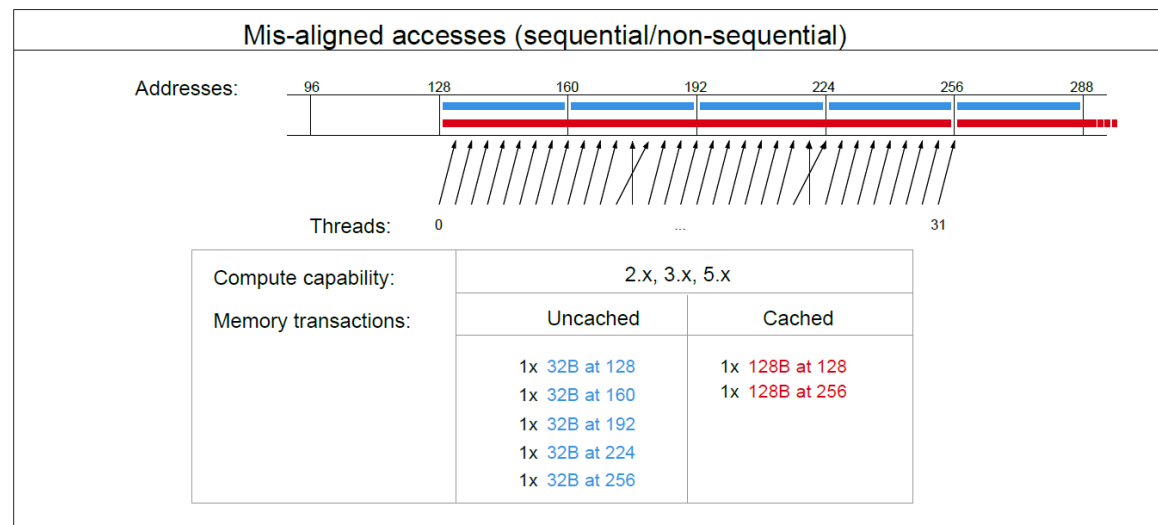 Mis-aligned accesses (sequential/non-sequential)
Addresses: 96 128 160 192 224 256 288
Threads: 0 ... 31
Compute capability: 2.x, 3.x, 5.x
Memory transactions: Uncached Cached
1x 32B at 128 1x 128B at 128
1x 32B at 160 1x 128B at 256
1x 32B at 192
1x 32B at 224
1x 32B at 256